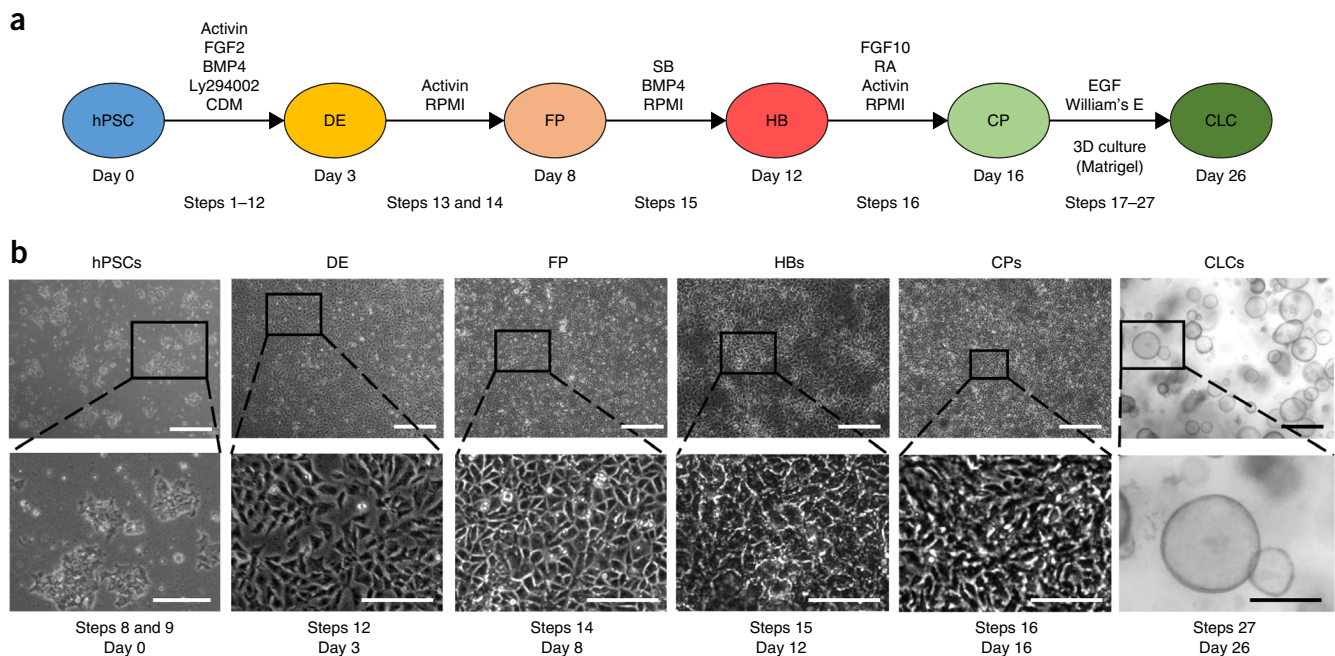 a
Activin
FGF2
BMP4
Ly294002
CDM
Activin
RPMI
SB
BMP4
RPMI
FGF10
RA
Activin
RPMI
EGF
William's E
3D culture
(Matrigel)
hPSC
DE
FP
HB
CP
CLC
Day 0
Day 3
Day 8
Day 12
Day 16
Day 26
Steps 1–12
Steps 13 and 14
Steps 15
Steps 16
Steps 17–27
b
hPSCs
DE
FP
HBs
CPs
CLCs
Steps 8 and 9
Day 0
Steps 12
Day 3
Steps 14
Day 8
Steps 15
Day 12
Steps 16
Day 16
Steps 27
Day 26